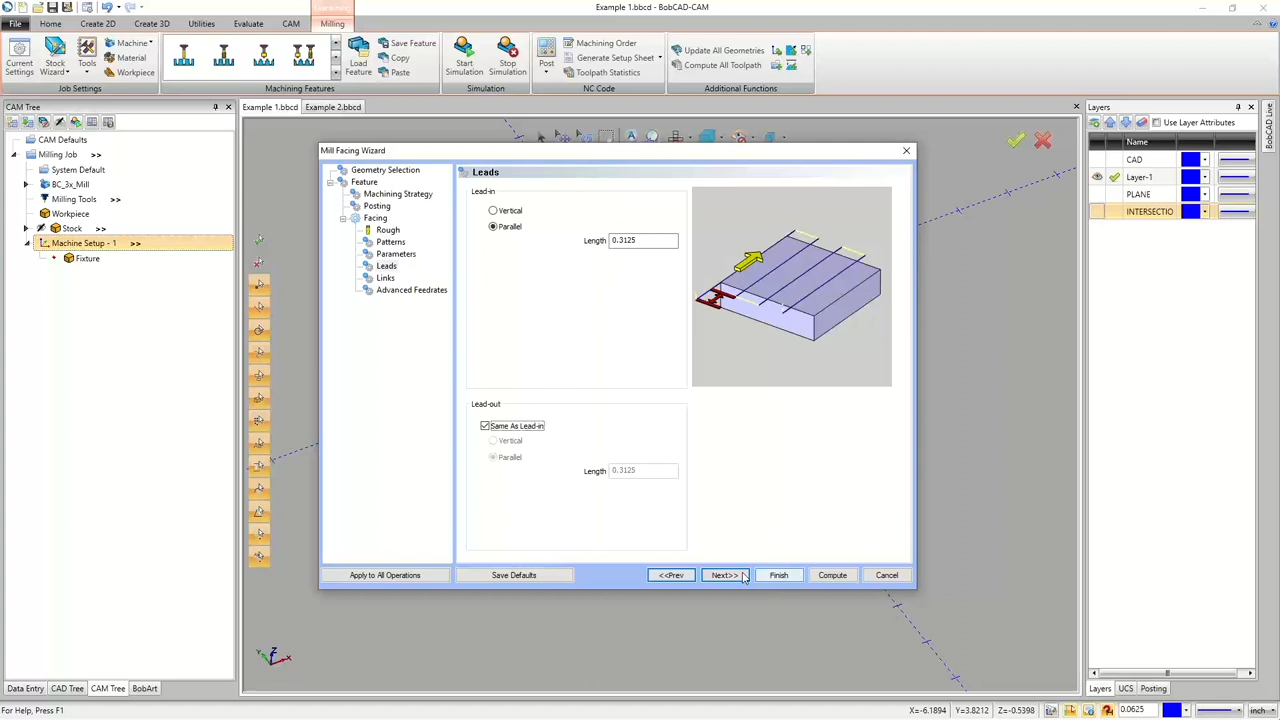 Machining
Example 1.bbcd - BobCAD-CAM
File Home Create 2D Create 3D Utilities Evaluate CAM Milling
Current Settings
Stock Wizard
Tools
Machine
Material
Workpiece
Load Feature
Save Feature
Copy
Paste
Start Simulation
Stop Simulation
Post
Machining Order
Generate Setup Sheet
Toolpath Statistics
Update All Geometries
Compute All Toolpath
Job Settings Machining Features Simulation NC Code Additional Functions
CAM Tree
CAM Defaults
Milling Job >>
System Default
BC_3x_Mill
Milling Tools >>
Workpiece
Stock >>
Machine Setup - 1 >>
Fixture
Example 1.bbcd Example 2.bbcd
Mill Facing Wizard
Geometry Selection
Feature
Machining Strategy
Posting
Facing
Rough
Patterns
Parameters
Leads
Links
Advanced Feedrates
Leads
Lead-in
Vertical
Parallel
Length 0.3125
Lead-out
Same As Lead-in
Vertical
Parallel
Length 0.3125
Apply to All Operations Save Defaults <<Prev Next>> Finish Compute Cancel
Layers
Use Layer Attributes
Name
CAD
Layer-1
PLANE
INTERSECTIO
BobCAD Live
Z
Y
X
Data Entry CAD Tree CAM Tree BobArt
Layers UCS Posting
For Help, Press F1
X=-6.1894 Y=3.8212 Z=-0.5398 0.0625 inch